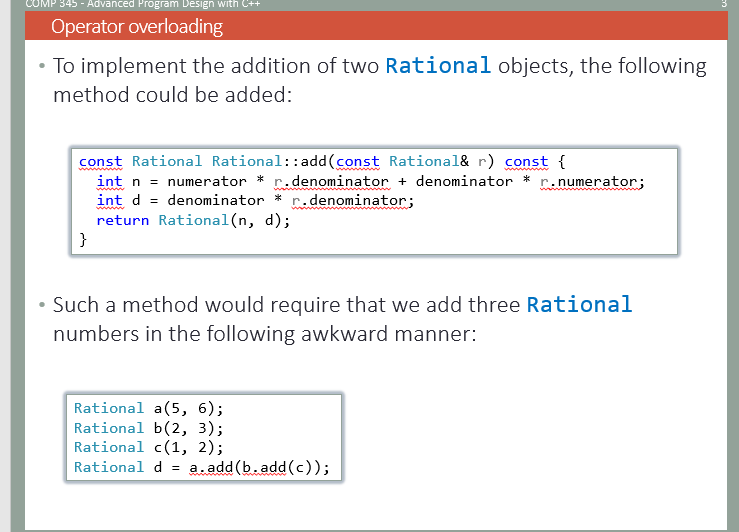 COMP 345 - Advanced Program Design with C++
3
Operator overloading
• To implement the addition of two Rational objects, the following
method could be added:
const Rational Rational::add(const Rational& r) const {
int n = numerator * r.denominator + denominator * r.numerator;
int d = denominator * r.denominator;
return Rational(n, d);
}
• Such a method would require that we add three Rational
numbers in the following awkward manner:
Rational a(5, 6);
Rational b(2, 3);
Rational c(1, 2);
Rational d = a.add(b.add(c));